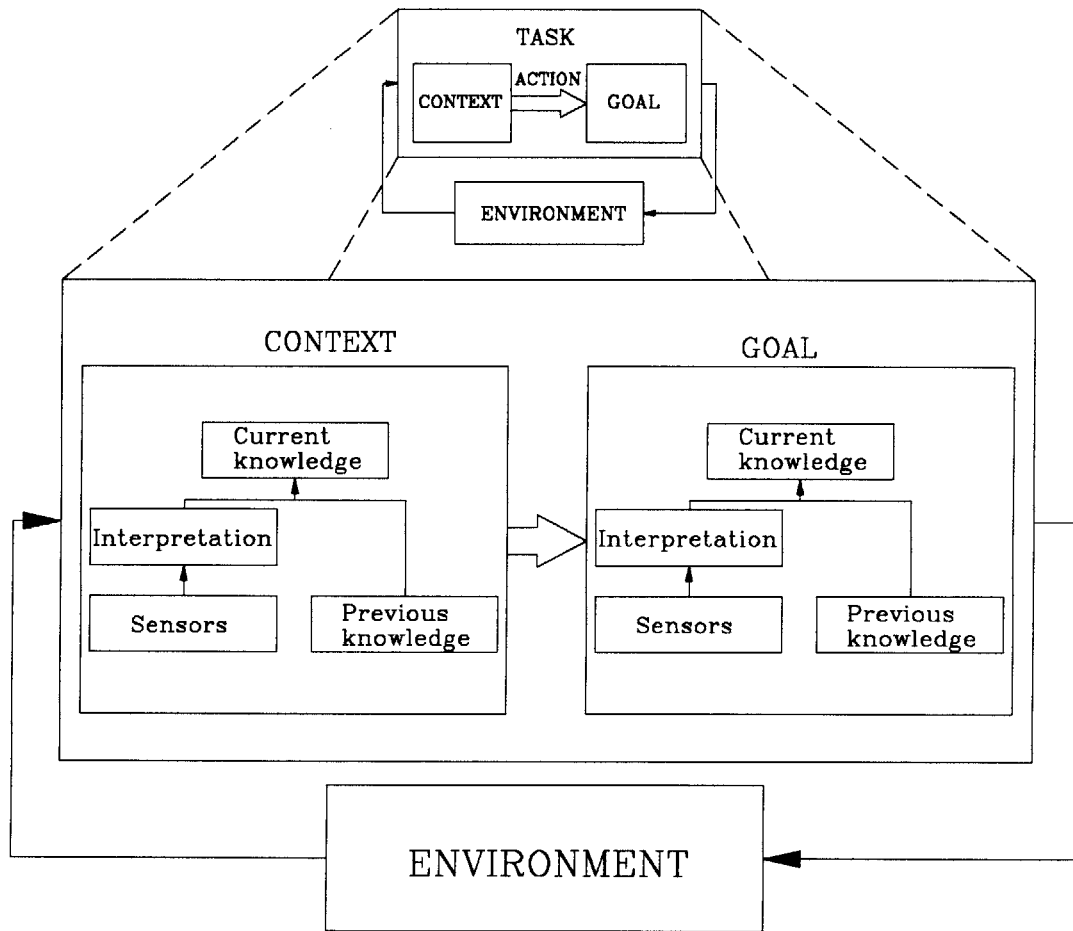 TASK
ACTION
CONTEXT
GOAL
ENVIRONMENT
CONTEXT
GOAL
Current
knowledge
Interpretation
Sensors
Previous
knowledge
Current
knowledge
Interpretation
Sensors
Previous
knowledge
ENVIRONMENT